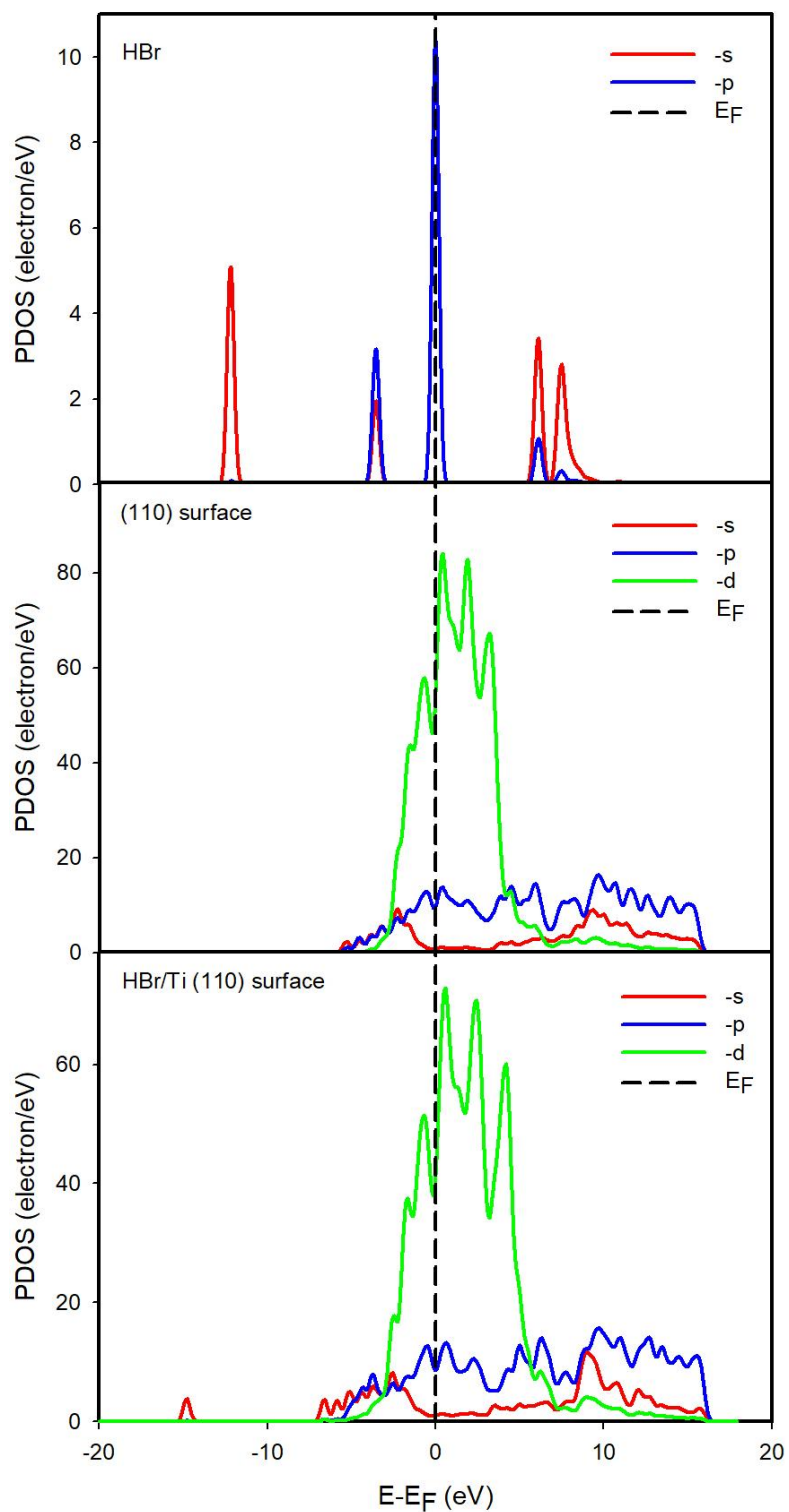 HBr
-s
-p
EF
10
8
6
4
2
0
PDOS (electron/eV)
(110) surface
-s
-p
-d
EF
80
60
40
20
0
PDOS (electron/eV)
HBr/Ti (110) surface
-s
-p
-d
EF
60
40
20
0
PDOS (electron/eV)
-20 -10 0 10 20
E-EF (eV)